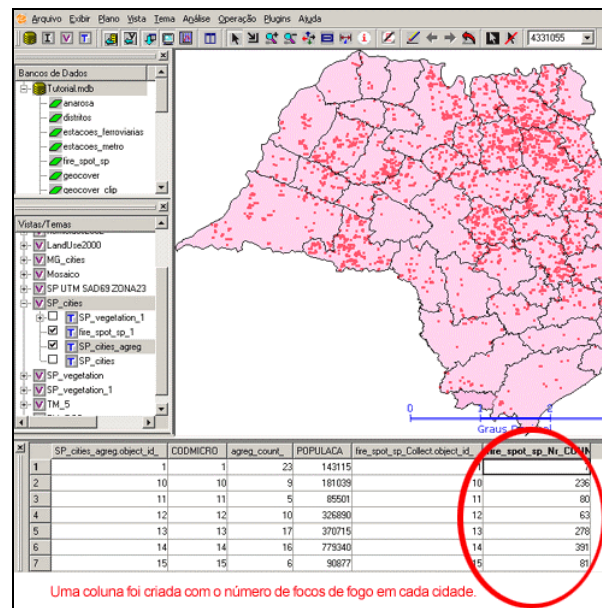 Arquivo Exibir Plano Vista Tema Análise Operação Plugins Ajuda
I V T 4331055
Bancos de Dados
Tutorial.mdb
anarosa
distritos
estacoes_ferroviarias
estacoes_metro
fire_spot_sp
geocover
geocover_clip
Vistas/Temas
LandUse2000
MG_cities
Mosaico
SP UTM SAD69 ZONA23
SP_cities
SP_vegetation_1
fire_spot_sp_1
SP_cities_agreg
SP_cities
SP_vegetation
SP_vegetation_1
TM_5
0 1 2
Graus
SP_cities_agreg.object_id_ CODMICRO agreg_count_ POPULACA fire_spot_sp_Collect.object_id_ fire_spot_sp_Nr_COUN
1 1 1 23 143115 1 7
2 10 10 9 181039 10 236
3 11 11 5 85501 11 80
4 12 12 10 326890 12 63
5 13 13 17 370715 13 278
6 14 14 16 779340 14 391
7 15 15 6 90877 15 81
Uma coluna foi criada com o número de focos de fogo em cada cidade.